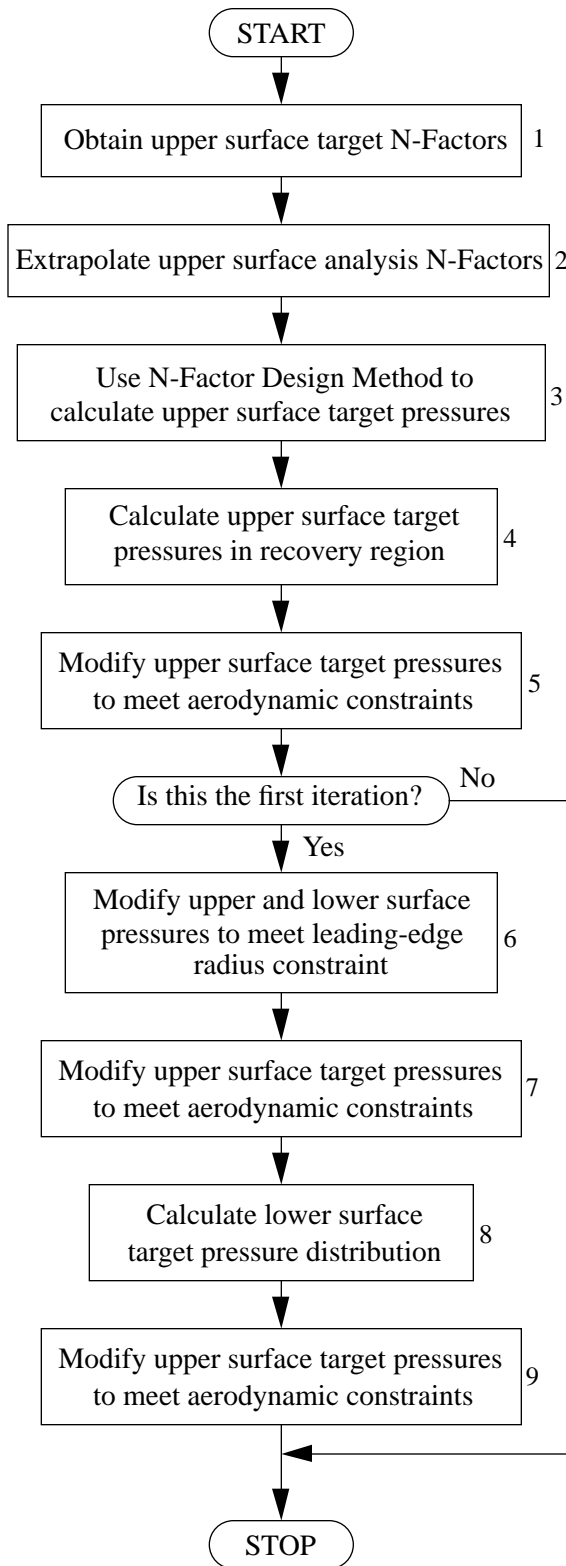 START
Obtain upper surface target N-Factors
1
Extrapolate upper surface analysis N-Factors
2
Use N-Factor Design Method to
calculate upper surface target pressures
3
Calculate upper surface target
pressures in recovery region
4
Modify upper surface target pressures
to meet aerodynamic constraints
5
Is this the first iteration?
No
Yes
Modify upper and lower surface
pressures to meet leading-edge
radius constraint
6
Modify upper surface target pressures
to meet aerodynamic constraints
7
Calculate lower surface
target pressure distribution
8
Modify upper surface target pressures
to meet aerodynamic constraints
9
STOP